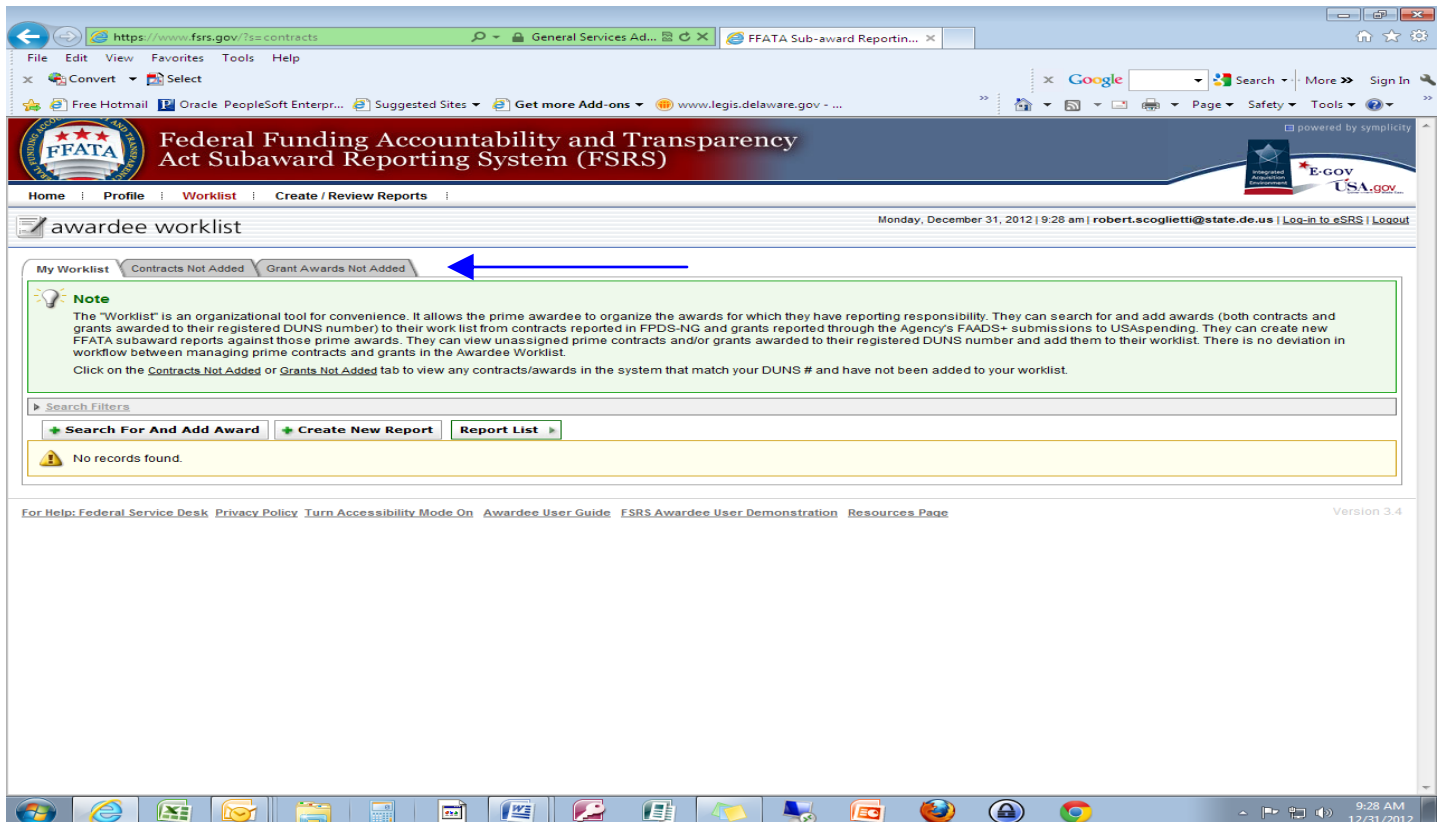 https://www.fsrs.gov/?s=contracts
General Services Ad...
FFATA Sub-award Reportin...
File Edit View Favorites Tools Help
Convert Select
Google Search More >> Sign In
Free Hotmail Oracle PeopleSoft Enterpr... Suggested Sites Get more Add-ons www.legis.delaware.gov - ...
Page Safety Tools
FFATA
Federal Funding Accountability and Transparency
Act Subaward Reporting System (FSRS)
powered by symplicity
Integrated
Acquisition
Environment
E-GOV
USA.gov
Home Profile Worklist Create / Review Reports
awardee worklist
Monday, December 31, 2012 | 9:28 am | robert.scoglietti@state.de.us | Log-in to eSRS | Logout
My Worklist Contracts Not Added Grant Awards Not Added
Note
The "Worklist" is an organizational tool for convenience. It allows the prime awardee to organize the awards for which they have reporting responsibility. They can search for and add awards (both contracts and
grants awarded to their registered DUNS number) to their work list from contracts reported in FPDS-NG and grants reported through the Agency's FAADS+ submissions to USAspending. They can create new
FFATA subaward reports against those prime awards. They can view unassigned prime contracts and/or grants awarded to their registered DUNS number and add them to their worklist. There is no deviation in
workflow between managing prime contracts and grants in the Awardee Worklist.
Click on the Contracts Not Added or Grants Not Added tab to view any contracts/awards in the system that match your DUNS # and have not been added to your worklist.
Search Filters
Search For And Add Award Create New Report Report List
No records found.
For Help: Federal Service Desk Privacy Policy Turn Accessibility Mode On Awardee User Guide FSRS Awardee User Demonstration Resources Page
Version 3.4
9:28 AM
12/31/2012